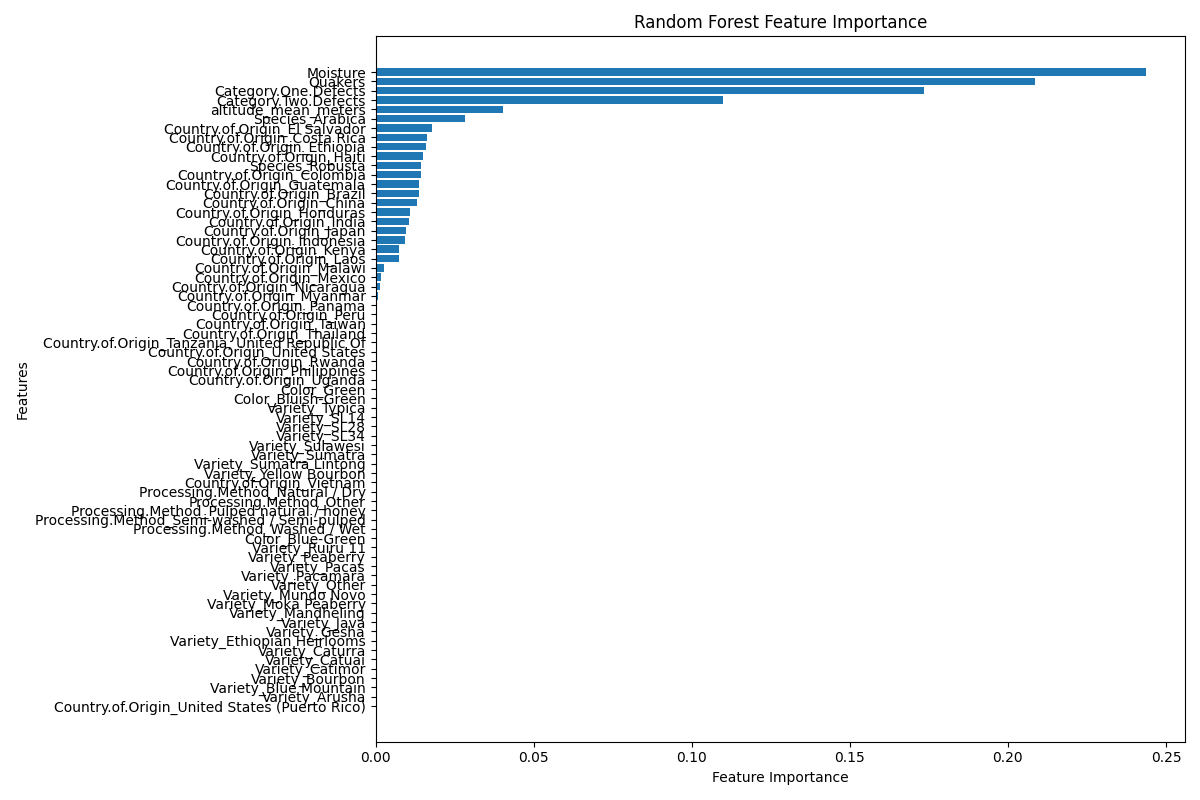 Random Forest Feature Importance
Moisture
Quakers
Category.One.Defects
Category.Two.Defects
altitude_mean_meters
Species_Arabica
Country.of.Origin_El Salvador
Country.of.Origin_Costa Rica
Country.of.Origin_Ethiopia
Country.of.Origin_Haiti
Species_Robusta
Country.of.Origin_Colombia
Country.of.Origin_Guatemala
Country.of.Origin_Brazil
Country.of.Origin_China
Country.of.Origin_Honduras
Country.of.Origin_India
Country.of.Origin_Japan
Country.of.Origin_Indonesia
Country.of.Origin_Kenya
Country.of.Origin_Laos
Country.of.Origin_Malawi
Country.of.Origin_Mexico
Country.of.Origin_Nicaragua
Country.of.Origin_Myanmar
Country.of.Origin_Panama
Country.of.Origin_Peru
Country.of.Origin_Taiwan
Country.of.Origin_Thailand
Country.of.Origin_Tanzania, United Republic Of
Country.of.Origin_United States
Country.of.Origin_Rwanda
Country.of.Origin_Philippines
Country.of.Origin_Uganda
Color_Green
Color_Bluish-Green
Variety_Typica
Variety_SL14
Variety_SL28
Variety_SL34
Variety_Sulawesi
Variety_Sumatra
Variety_Sumatra Lintong
Variety_Yellow Bourbon
Country.of.Origin_Vietnam
Processing.Method_Natural / Dry
Processing.Method_Other
Processing.Method_Pulped natural / honey
Processing.Method_Semi-washed / Semi-pulped
Processing.Method_Washed / Wet
Color_Blue-Green
Variety_Ruiru 11
Variety_Peaberry
Variety_Pacas
Variety_Pacamara
Variety_Other
Variety_Mundo Novo
Variety_Moka Peaberry
Variety_Mandheling
Variety_Java
Variety_Gesha
Variety_Ethiopian Heirlooms
Variety_Caturra
Variety_Catuai
Variety_Catimor
Variety_Bourbon
Variety_Blue Mountain
Variety_Arusha
Country.of.Origin_United States (Puerto Rico)
Features
0.00 0.05 0.10 0.15 0.20 0.25
Feature Importance